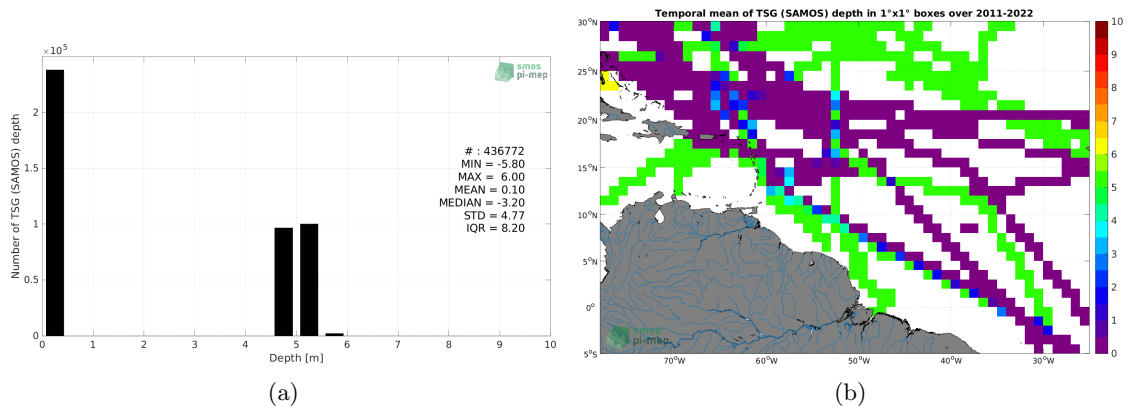 ×10⁵
2
1.5
1
0.5
0
Number of TSG (SAMOS) depth
smos
pi-mep
# : 436772
MIN = -5.80
MAX = 6.00
MEAN = 0.10
MEDIAN = -3.20
STD = 4.77
IQR = 8.20
0 1 2 3 4 5 6 7 8 9 10
Depth [m]
(a)
Temporal mean of TSG (SAMOS) depth in 1°x1° boxes over 2011-2022
30°N
25°N
20°N
15°N
10°N
5°N
0°
5°S
70°W 60°W 50°W 40°W 30°W
smos
pi-mep
10
9
8
7
6
5
4
3
2
1
0
(b)